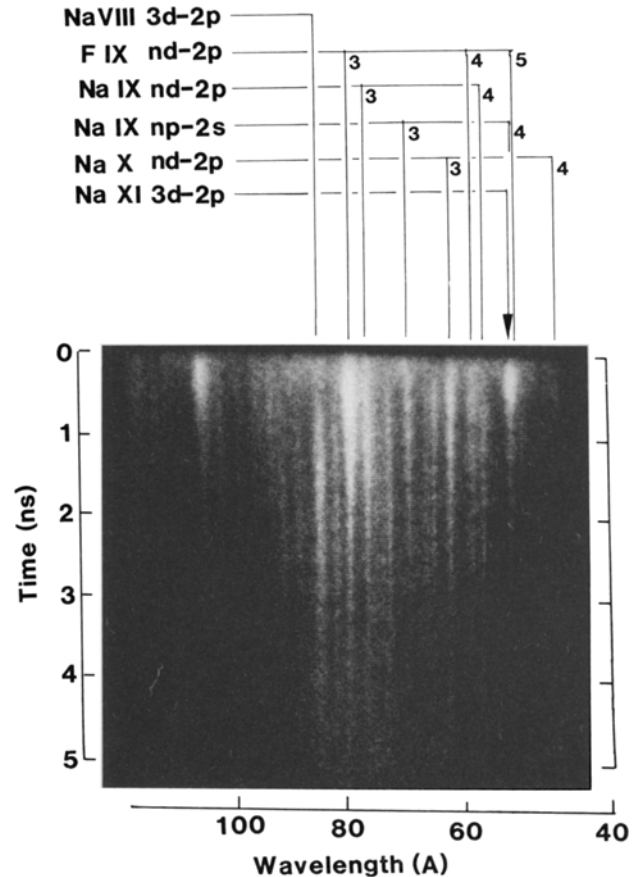 NaVIII 3d-2p
F IX nd-2p 3 4 5
Na IX nd-2p 3 4
Na IX np-2s 3 4
Na X nd-2p 3 4
Na XI 3d-2p
0
1
2
3
4
5
Time (ns)
100 80 60 40
Wavelength (A)